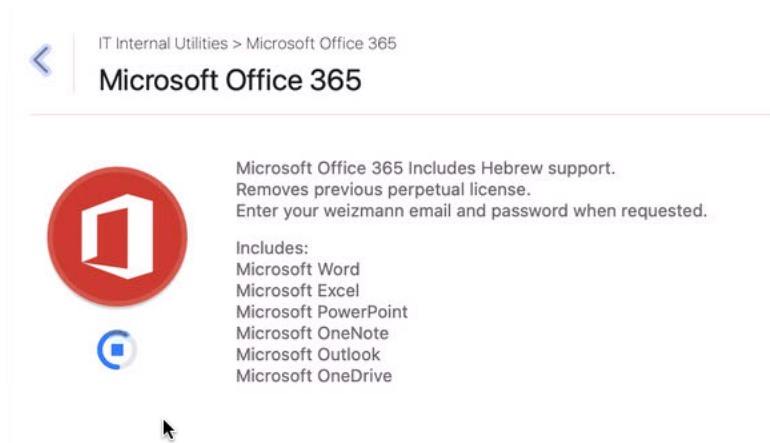 IT Internal Utilities > Microsoft Office 365
Microsoft Office 365
Microsoft Office 365 Includes Hebrew support.
Removes previous perpetual license.
Enter your weizmann email and password when requested.
Includes:
Microsoft Word
Microsoft Excel
Microsoft PowerPoint
Microsoft OneNote
Microsoft Outlook
Microsoft OneDrive